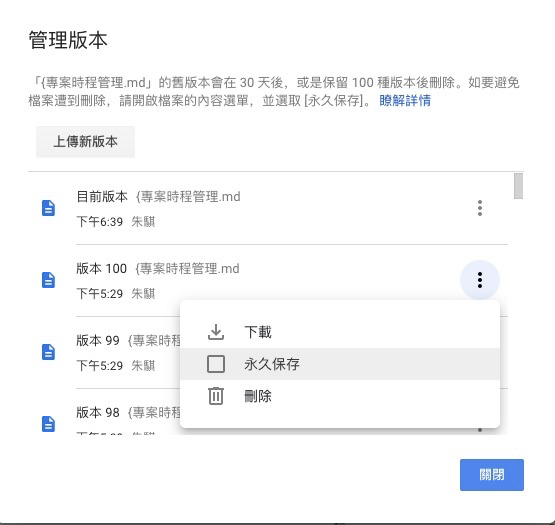 管理版本
「{專案時程管理.md」的舊版本會在 30 天後，或是保留 100 種版本後刪除。如要避免
檔案遭到刪除，請開啟檔案的內容選單，並選取 [永久保存]。 瞭解詳情
上傳新版本
目前版本 {專案時程管理.md
下午6:39 朱騏
版本 100 {專案時程管理.md
下午5:29 朱騏
下載
版本 99 {專案時程
下午5:29 朱騏
永久保存
刪除
版本 98 {專案時程
關閉